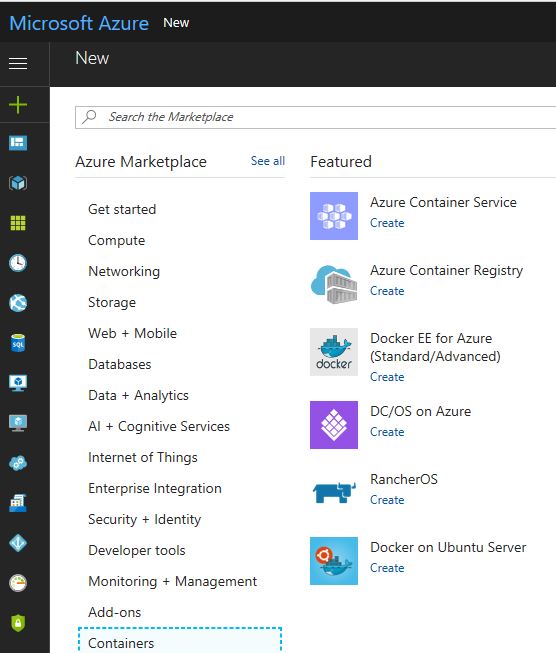 Microsoft Azure New
New
Search the Marketplace
Azure Marketplace See all
Get started
Compute
Networking
Storage
Web + Mobile
Databases
Data + Analytics
AI + Cognitive Services
Internet of Things
Enterprise Integration
Security + Identity
Developer tools
Monitoring + Management
Add-ons
Containers
Featured
Azure Container Service
Create
Azure Container Registry
Create
docker
Docker EE for Azure
(Standard/Advanced)
Create
DC/OS on Azure
Create
RancherOS
Create
Docker on Ubuntu Server
Create
SQL